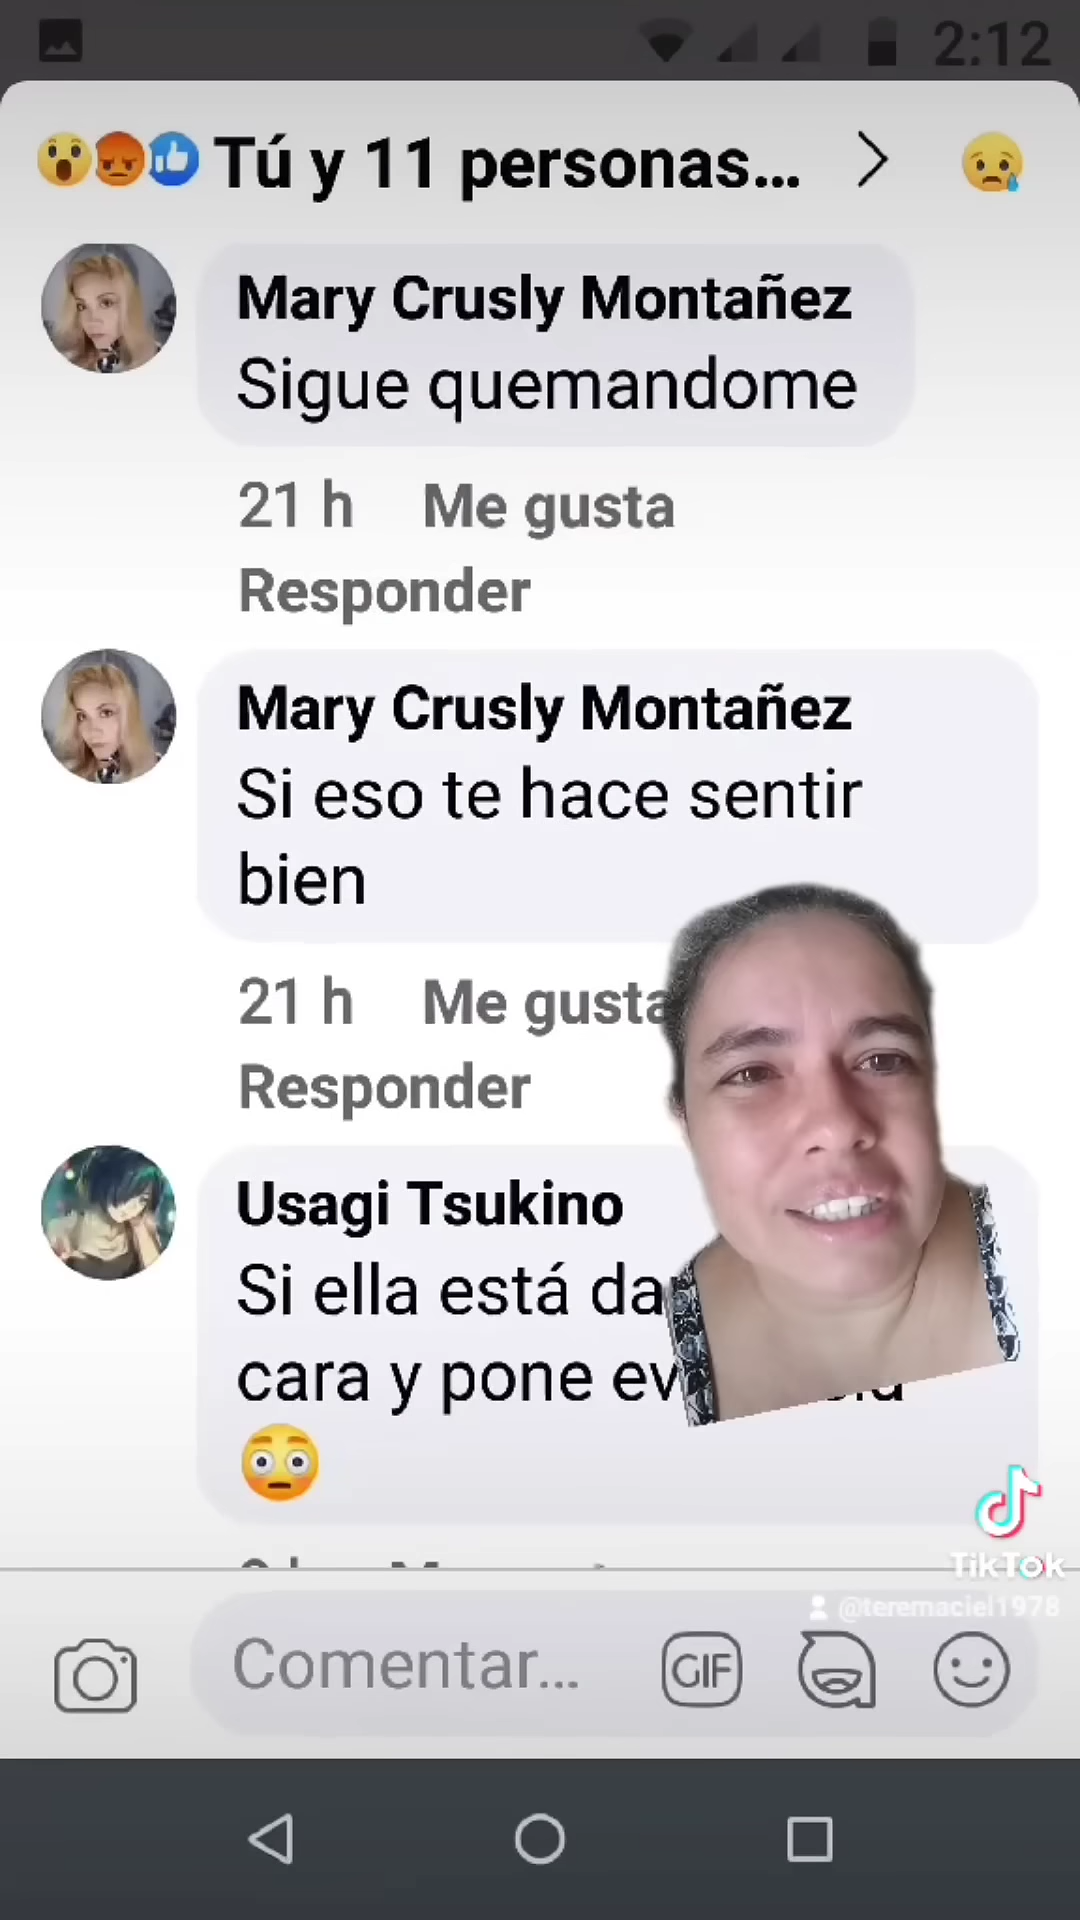 2:12
Tú y 11 personas...
Mary Crusly Montañez
Sigue quemandome
21 h Me gusta
Responder
Mary Crusly Montañez
Si eso te hace sentir
bien
21 h Me gusta
Responder
Usagi Tsukino
Si ella está
cara y pone
TikTok
@teremaciel1978
Comentar...
GIF